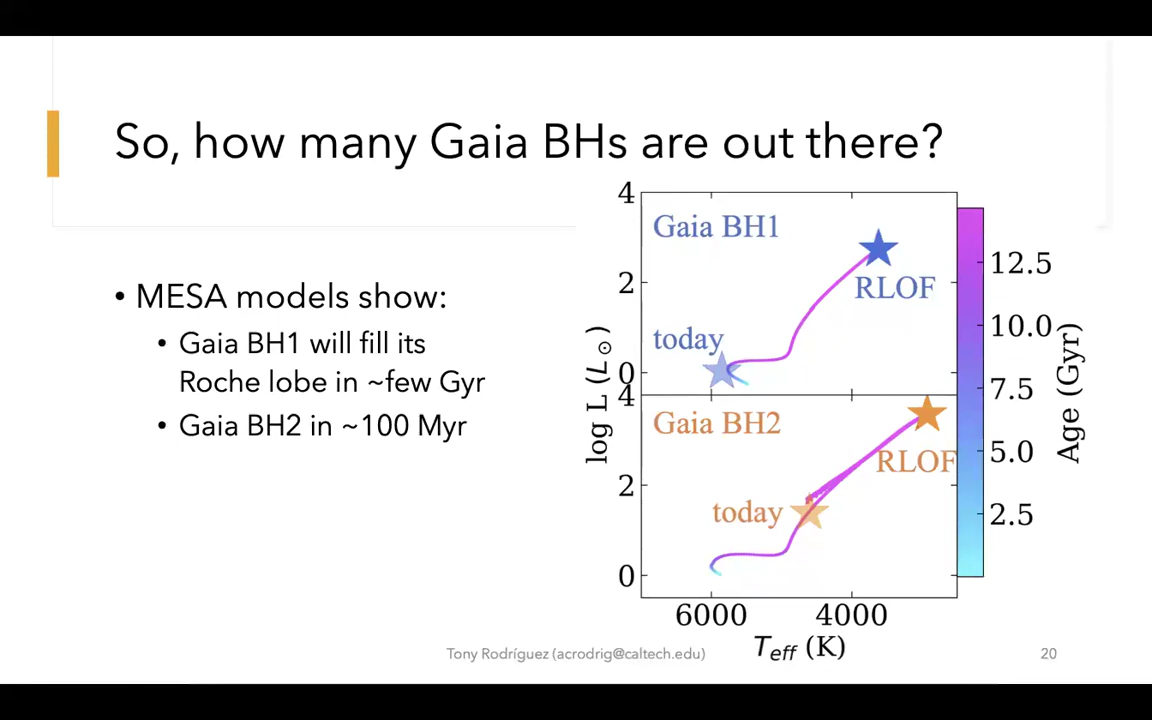 So, how many Gaia BHs are out there?
• MESA models show:
• Gaia BH1 will fill its
Roche lobe in ~few Gyr
• Gaia BH2 in ~100 Myr
4
Gaia BH1
RLOF
2
today
0
4
Gaia BH2
RLOF
2
today
0
log L (L⊙)
6000
4000
Teff (K)
12.5
10.0
7.5
5.0
2.5
Age (Gyr)
Tony Rodríguez (acrodrig@caltech.edu)
20